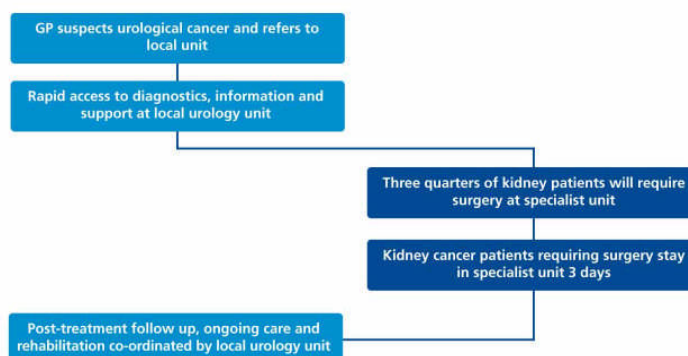 GP suspects urological cancer and refers to
local unit
Rapid access to diagnostics, information and
support at local urology unit
Three quarters of kidney patients will require
surgery at specialist unit
Kidney cancer patients requiring surgery stay
in specialist unit 3 days
Post-treatment follow up, ongoing care and
rehabilitation co-ordinated by local urology unit